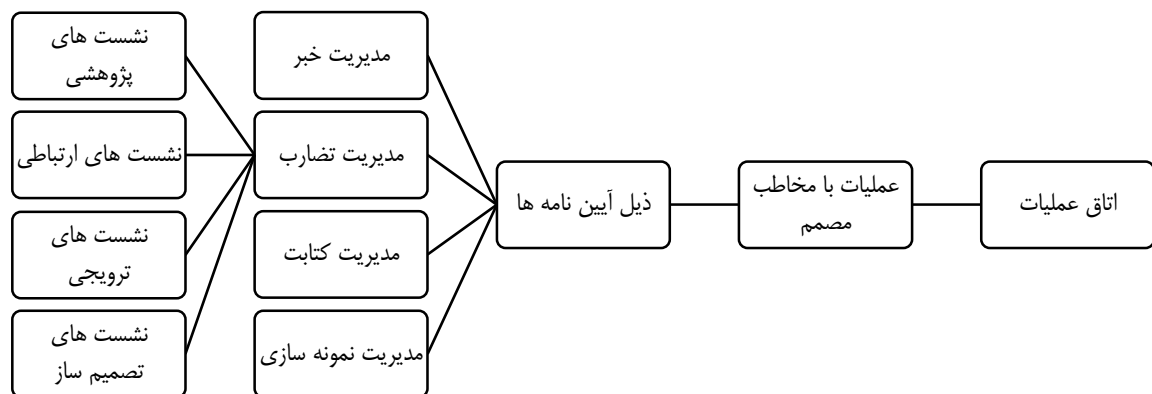 اتاق عملیات
عملیات با مخاطب
مصمم
ذیل آیین نامه ها
مدیریت خبر
مدیریت تضارب
مدیریت کتابت
مدیریت نمونه سازی
نشست های
پژوهشی
نشست های ارتباطی
نشست های
ترویجی
نشست های
تصمیم ساز